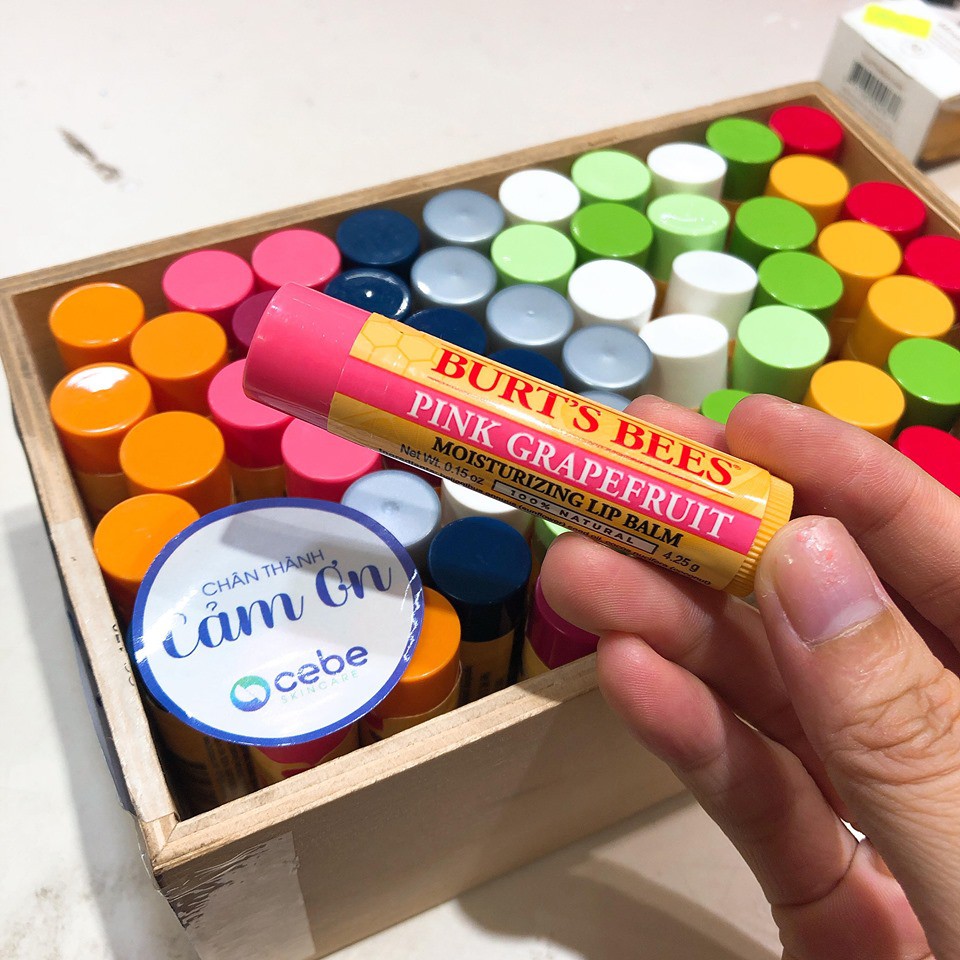 BURT'S BEES®
PINK GRAPEFRUIT
MOISTURIZING LIP BALM
Net Wt. 0.15 oz
100% NATURAL
4.25 g
CHÂN THÀNH
cảm ơn
cebe
SKINCARE